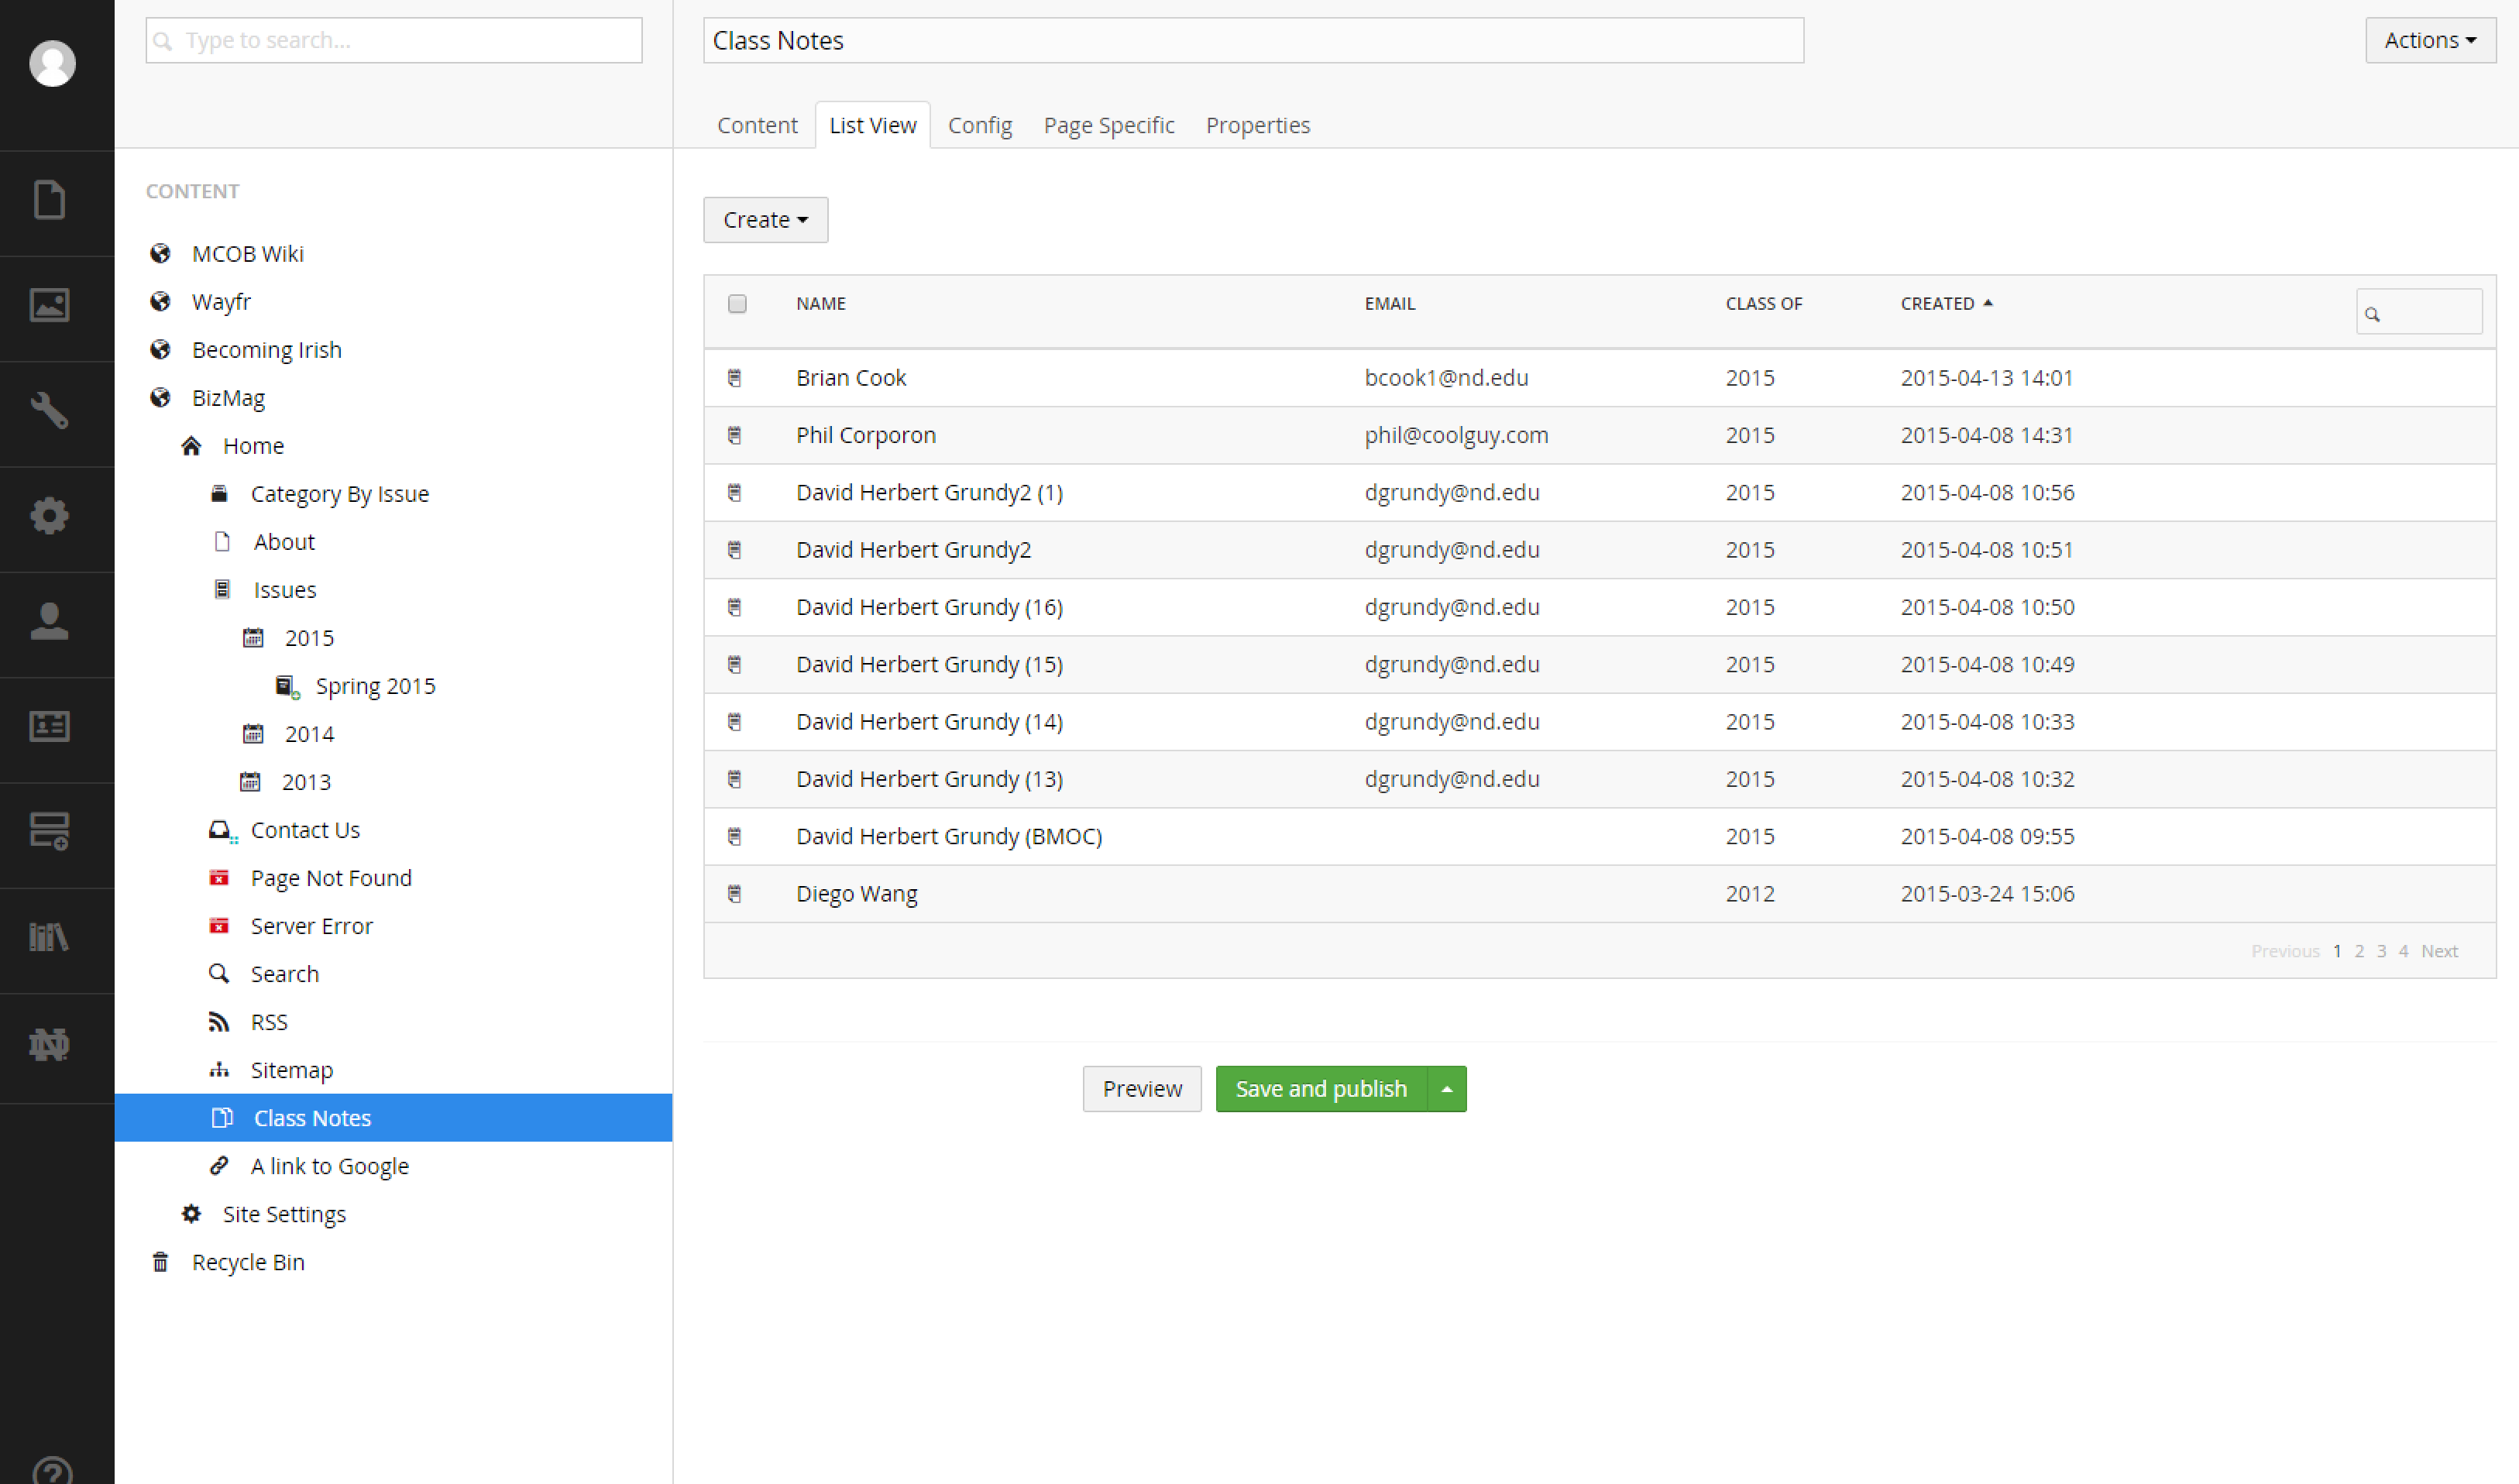 Type to search...
Class Notes
Actions
Content List View Config Page Specific Properties
CONTENT
MCOB Wiki
Wayfr
Becoming Irish
BizMag
Home
Category By Issue
About
Issues
2015
Spring 2015
2014
2013
Contact Us
Page Not Found
Server Error
Search
RSS
Sitemap
Class Notes
A link to Google
Site Settings
Recycle Bin
Create
NAME EMAIL CLASS OF CREATED
Brian Cook bcook1@nd.edu 2015 2015-04-13 14:01
Phil Corporon phil@coolguy.com 2015 2015-04-08 14:31
David Herbert Grundy2 (1) dgrundy@nd.edu 2015 2015-04-08 10:56
David Herbert Grundy2 dgrundy@nd.edu 2015 2015-04-08 10:51
David Herbert Grundy (16) dgrundy@nd.edu 2015 2015-04-08 10:50
David Herbert Grundy (15) dgrundy@nd.edu 2015 2015-04-08 10:49
David Herbert Grundy (14) dgrundy@nd.edu 2015 2015-04-08 10:33
David Herbert Grundy (13) dgrundy@nd.edu 2015 2015-04-08 10:32
David Herbert Grundy (BMOC) 2015 2015-04-08 09:55
Diego Wang 2012 2015-03-24 15:06
Previous 1 2 3 4 Next
Preview Save and publish